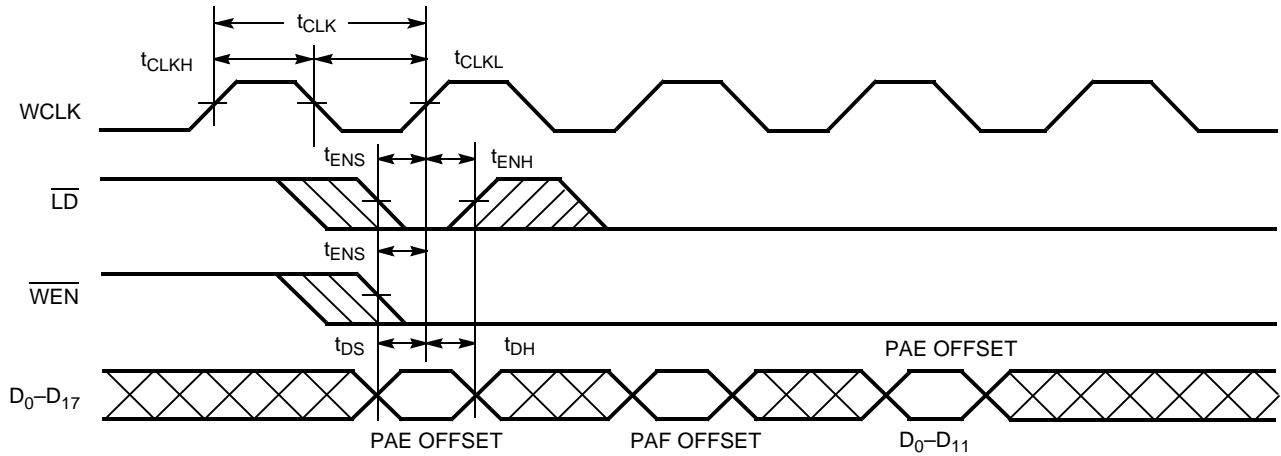 tCLK
tCLKH
tCLKL
WCLK
tENS
tENH
LD
tENS
WEN
tDS
tDH
PAE OFFSET
D0–D17
PAE OFFSET
PAF OFFSET
D0–D11